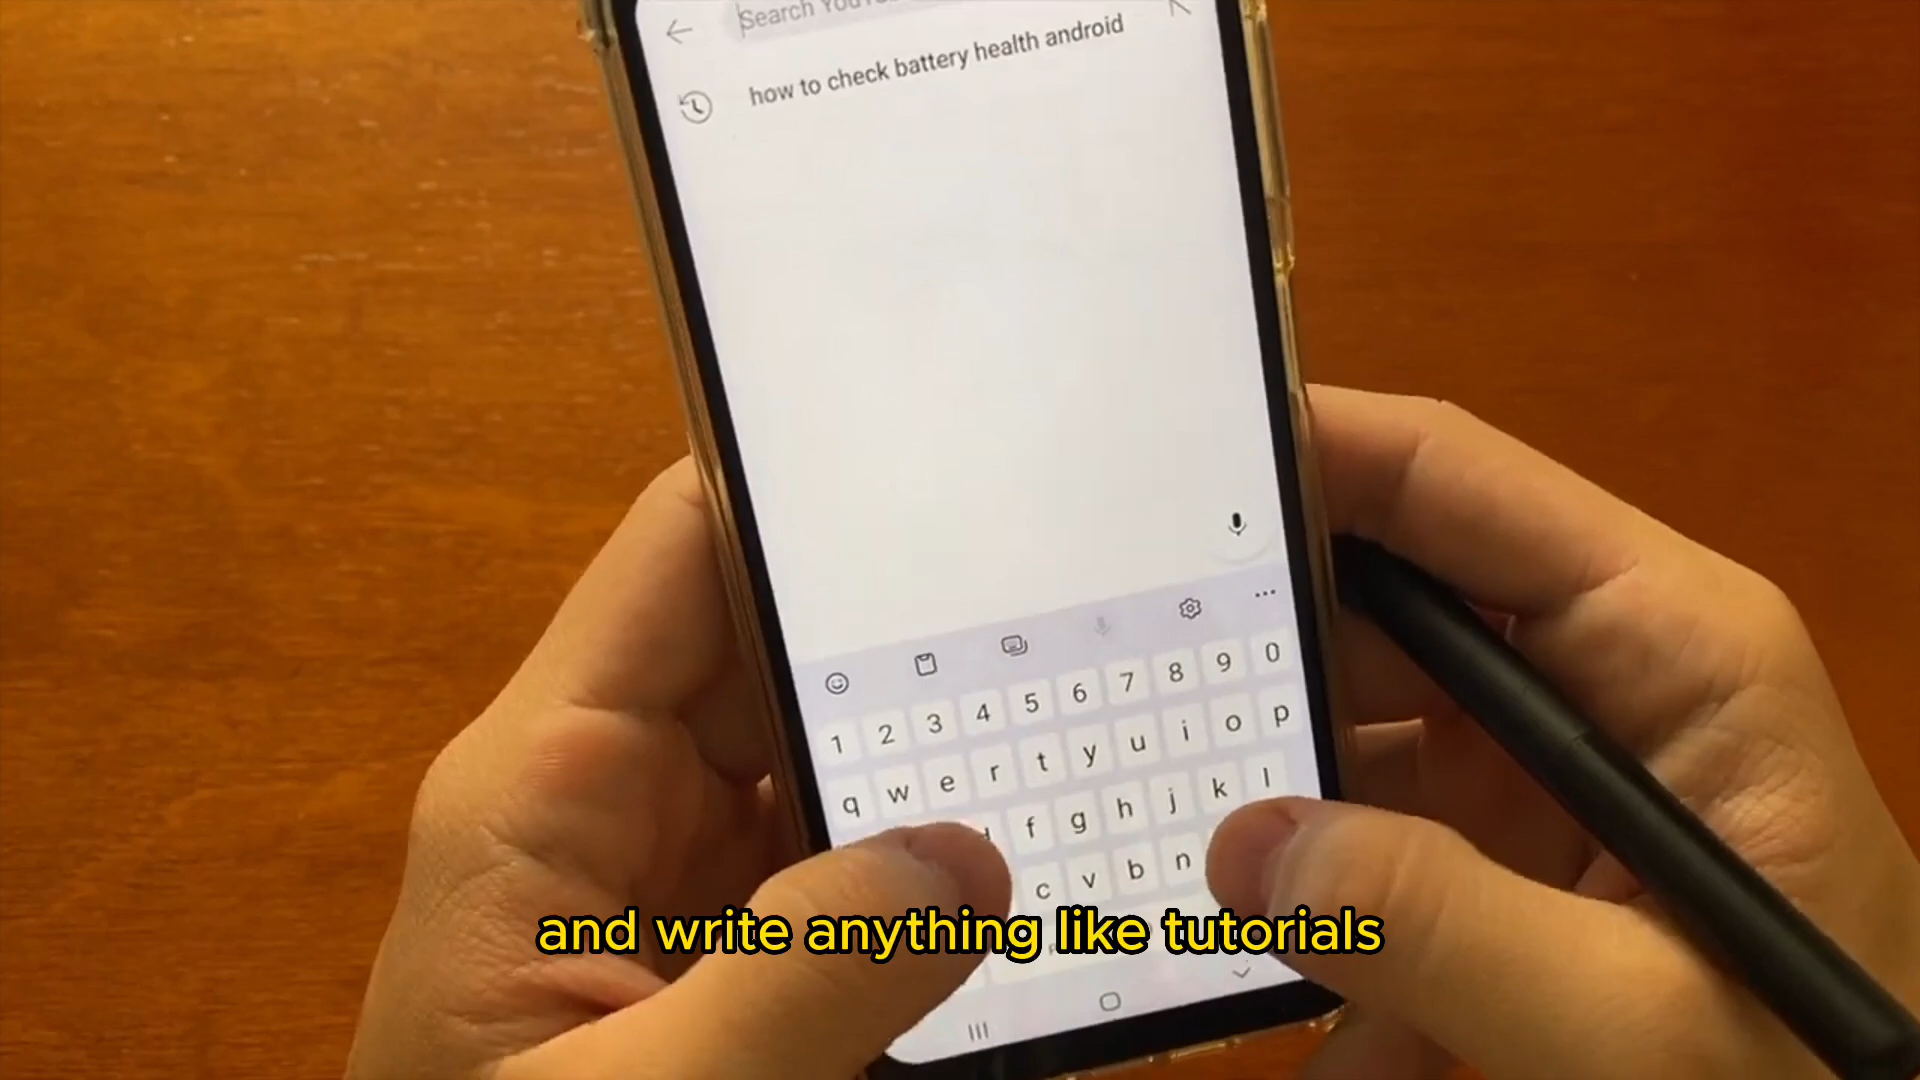 Search
how to check battery health android
1 2 3 4 5 6 7 8 9 0
q w e r t y u i o p
f g h j k l
c v b n
and write anything like tutorials